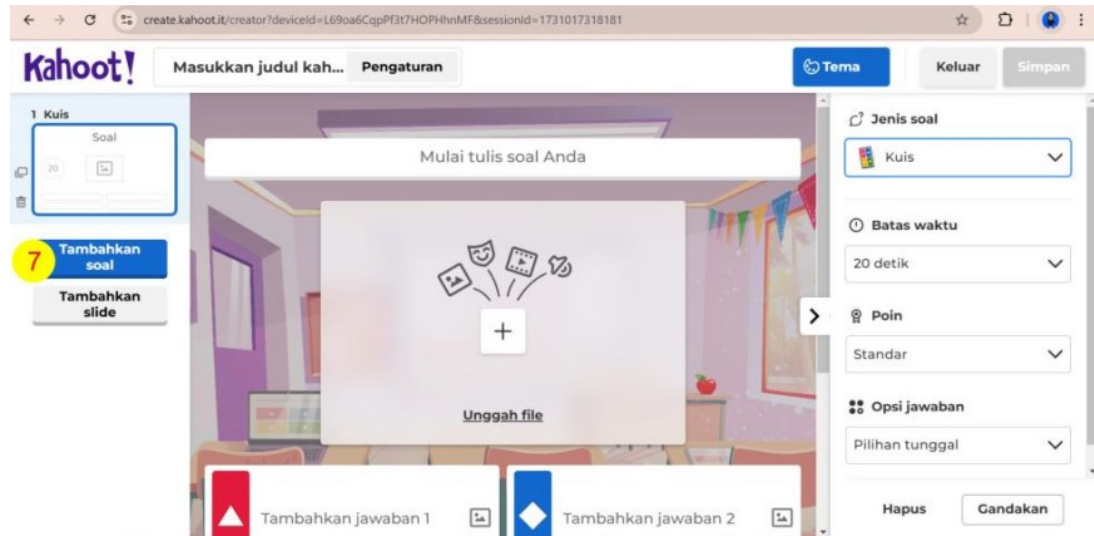 create.kahoot.it/creator?deviceId=L69oa6CqpPf3t7HOPHhnMF&sessionId=1731017318181
Kahoot!
Masukkan judul kah...
Pengaturan
Tema
Keluar
Simpan
1 Kuis
Soal
20
7
Tambahkan
soal
Tambahkan
slide
Mulai tulis soal Anda
Unggah file
Tambahkan jawaban 1
Tambahkan jawaban 2
Jenis soal
Kuis
Batas waktu
20 detik
Poin
Standar
Opsi jawaban
Pilihan tunggal
Hapus
Gandakan